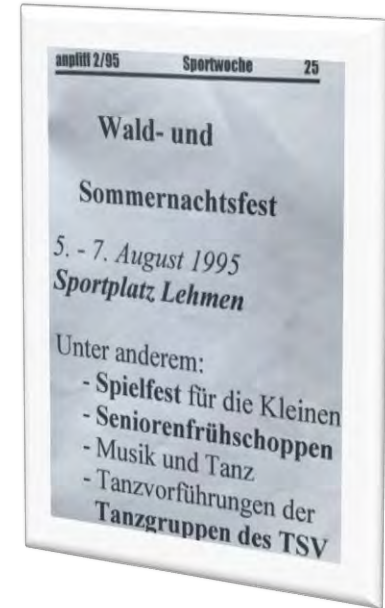 anpfiff 2/95 Sportwoche 25
Wald- und
Sommernachtsfest
5. - 7. August 1995
Sportplatz Lehmen
Unter anderem:
- Spielfest für die Kleinen
- Seniorenfrühschoppen
- Musik und Tanz
- Tanzvorführungen der
Tanzgruppen des TSV